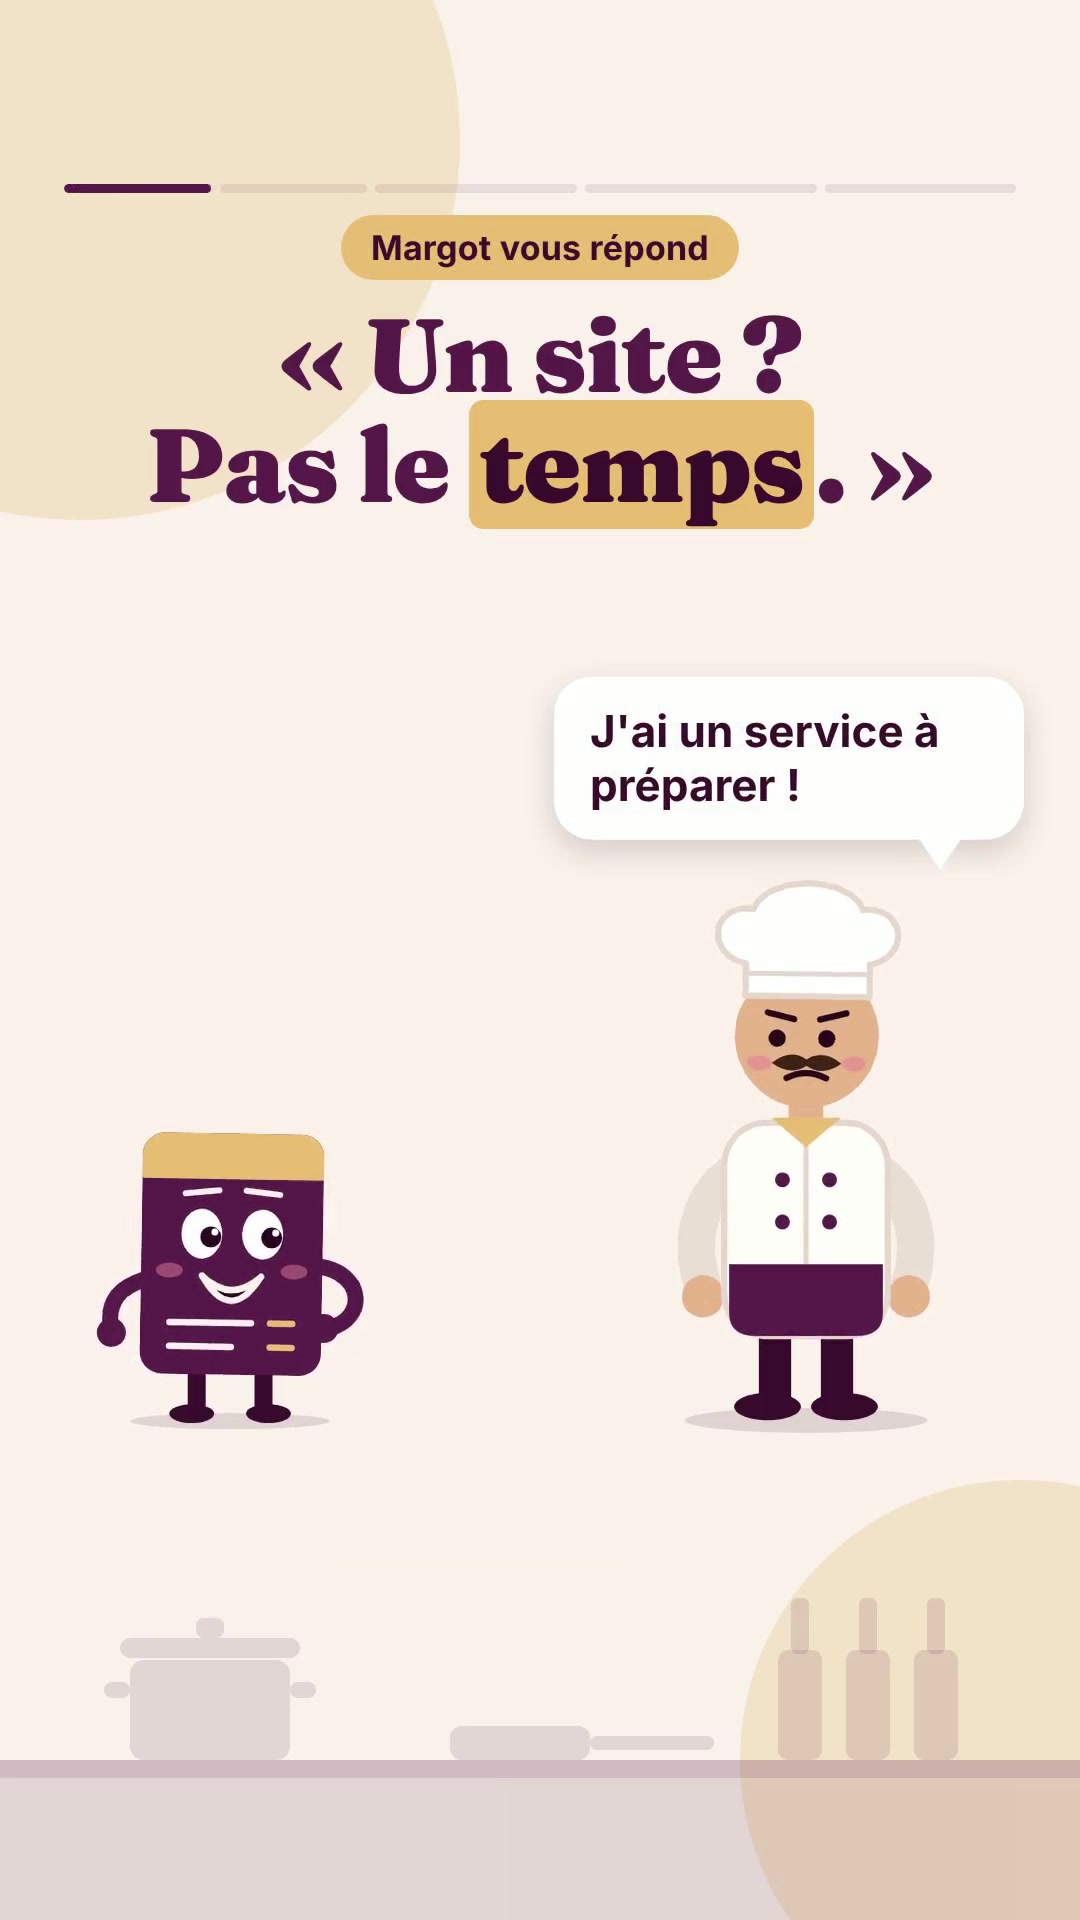 Margot vous répond
« Un site ?
Pas le temps. »
J'ai un service à
préparer !